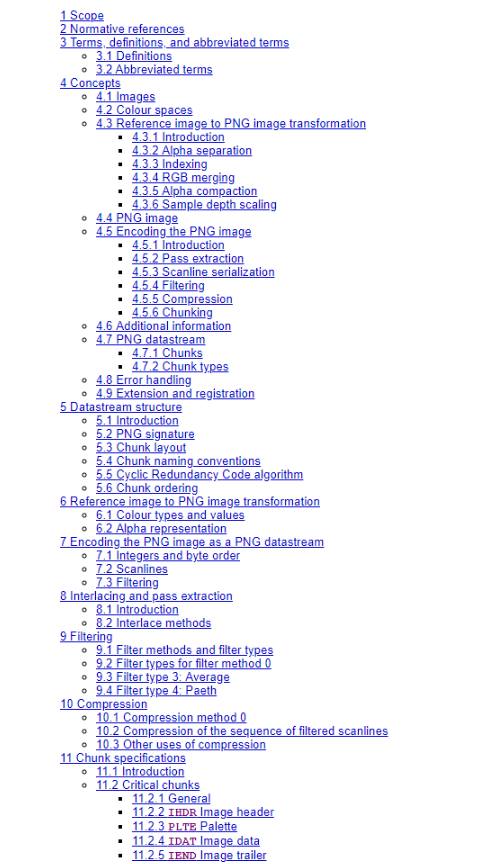 1 Scope
2 Normative references
3 Terms, definitions, and abbreviated terms
3.1 Definitions
3.2 Abbreviated terms
4 Concepts
4.1 Images
4.2 Colour spaces
4.3 Reference image to PNG image transformation
4.3.1 Introduction
4.3.2 Alpha separation
4.3.3 Indexing
4.3.4 RGB merging
4.3.5 Alpha compaction
4.3.6 Sample depth scaling
4.4 PNG image
4.5 Encoding the PNG image
4.5.1 Introduction
4.5.2 Pass extraction
4.5.3 Scanline serialization
4.5.4 Filtering
4.5.5 Compression
4.5.6 Chunking
4.6 Additional information
4.7 PNG datastream
4.7.1 Chunks
4.7.2 Chunk types
4.8 Error handling
4.9 Extension and registration
5 Datastream structure
5.1 Introduction
5.2 PNG signature
5.3 Chunk layout
5.4 Chunk naming conventions
5.5 Cyclic Redundancy Code algorithm
5.6 Chunk ordering
6 Reference image to PNG image transformation
6.1 Colour types and values
6.2 Alpha representation
7 Encoding the PNG image as a PNG datastream
7.1 Integers and byte order
7.2 Scanlines
7.3 Filtering
8 Interlacing and pass extraction
8.1 Introduction
8.2 Interlace methods
9 Filtering
9.1 Filter methods and filter types
9.2 Filter types for filter method 0
9.3 Filter type 3: Average
9.4 Filter type 4: Paeth
10 Compression
10.1 Compression method 0
10.2 Compression of the sequence of filtered scanlines
10.3 Other uses of compression
11 Chunk specifications
11.1 Introduction
11.2 Critical chunks
11.2.1 General
11.2.2 IHDR Image header
11.2.3 PLTE Palette
11.2.4 IDAT Image data
11.2.5 IEND Image trailer